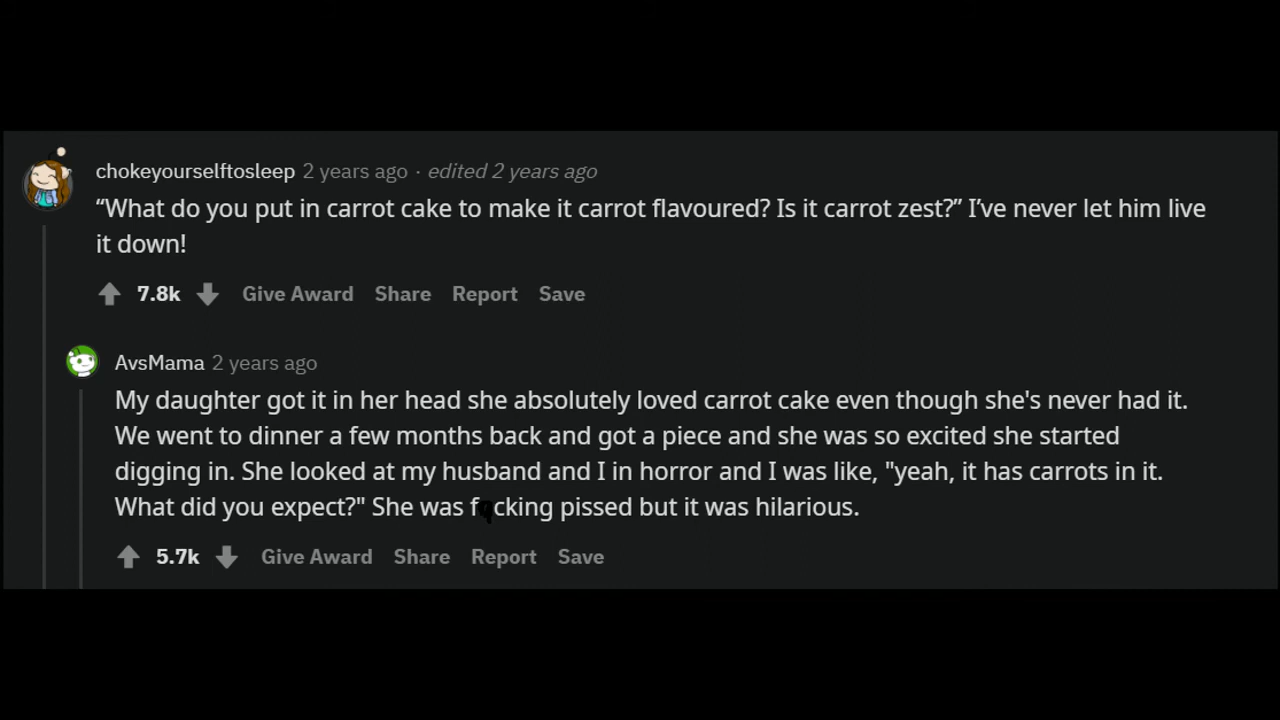 chokeyourselftosleep 2 years ago · edited 2 years ago
“What do you put in carrot cake to make it carrot flavoured? Is it carrot zest?” I’ve never let him live
it down!
7.8k Give Award Share Report Save
AvsMama 2 years ago
My daughter got it in her head she absolutely loved carrot cake even though she's never had it.
We went to dinner a few months back and got a piece and she was so excited she started
digging in. She looked at my husband and I in horror and I was like, "yeah, it has carrots in it.
What did you expect?" She was f cking pissed but it was hilarious.
5.7k Give Award Share Report Save